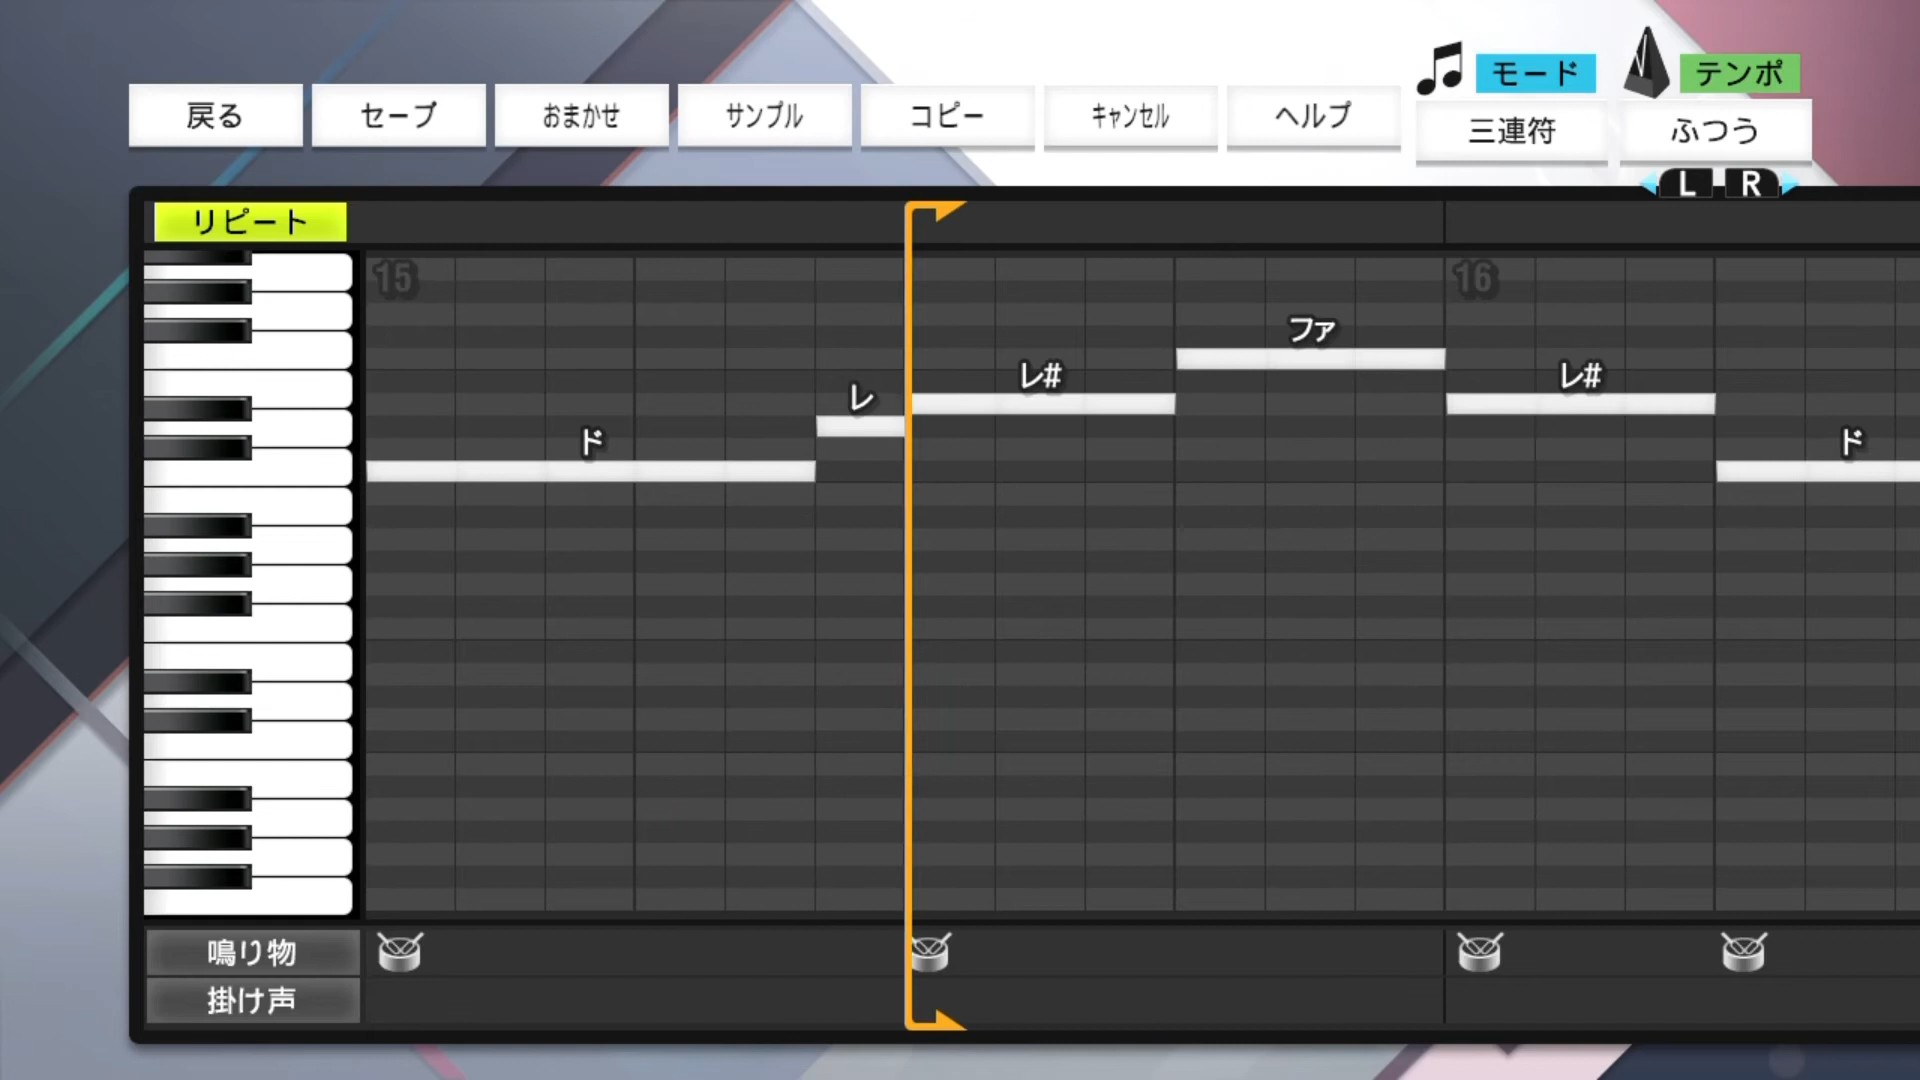 モード
テンポ
戻る
セーブ
おまかせ
サンプル
コピー
キャンセル
ヘルプ
三連符
ふつう
L R
リピート
15
16
ファ
レ#
レ#
レ
ド
ド
鳴り物
掛け声